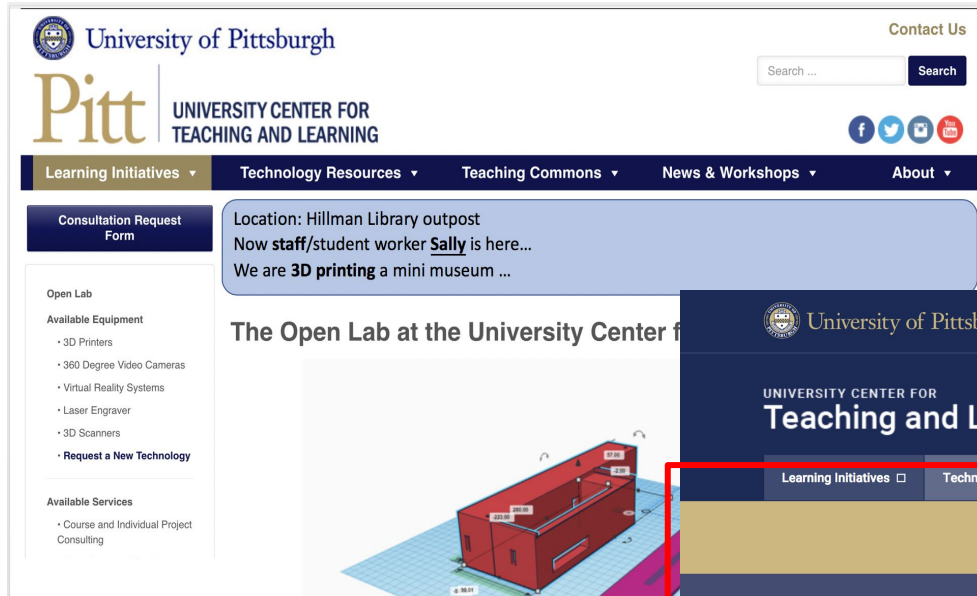 University of Pittsburgh
Contact Us
Search ...
Search
Pitt
UNIVERSITY CENTER FOR
TEACHING AND LEARNING
Learning Initiatives ▾
Technology Resources ▾
Teaching Commons ▾
News & Workshops ▾
About ▾
Consultation Request
Form
Location: Hillman Library outpost
Now staff/student worker Sally is here...
We are 3D printing a mini museum ...
Open Lab
Available Equipment
• 3D Printers
• 360 Degree Video Cameras
• Virtual Reality Systems
• Laser Engraver
• 3D Scanners
• Request a New Technology
Available Services
• Course and Individual Project
Consulting
The Open Lab at the University Center f
57.00
-2.00
University of Pittsb
UNIVERSITY CENTER FOR
Teaching and L
Learning Initiatives
Techn